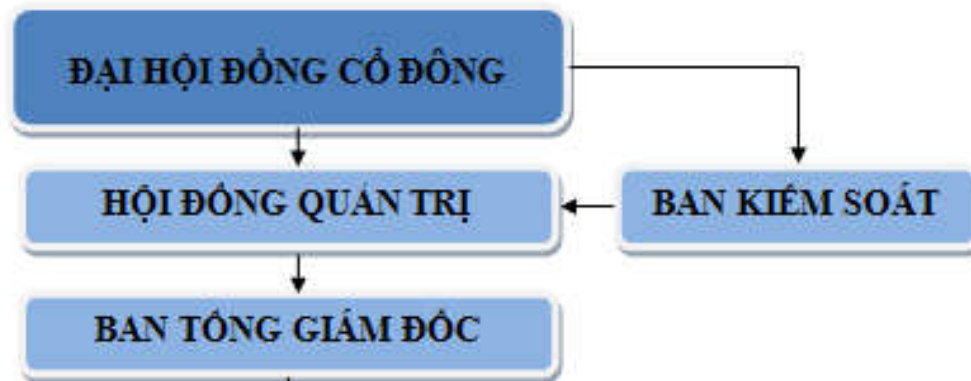 ĐẠI HỘI ĐỒNG CỔ ĐÔNG
HỘI ĐỒNG QUẢN TRỊ
BAN KIỂM SOÁT
BAN TỔNG GIÁM ĐỐC